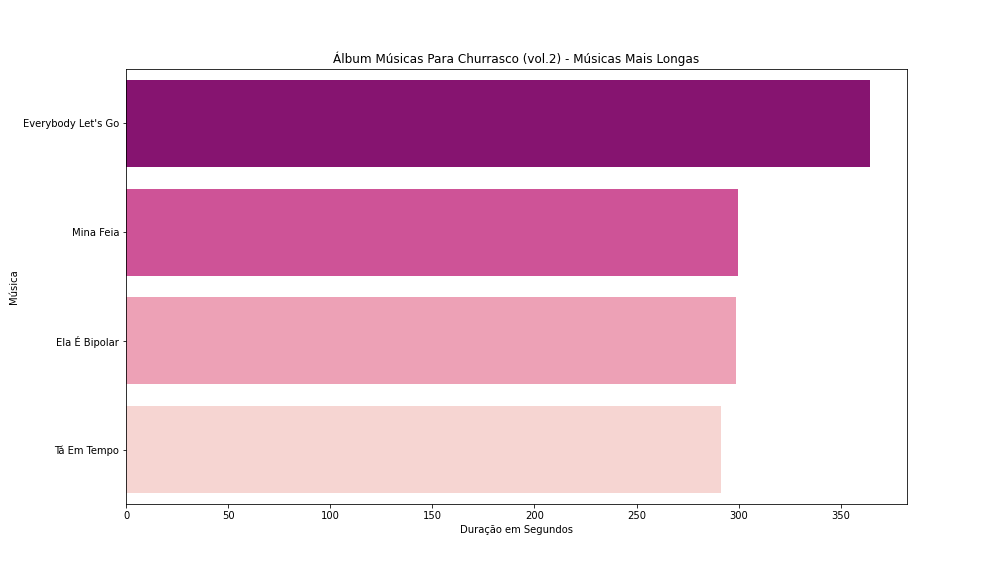 Álbum Músicas Para Churrasco (vol.2) - Músicas Mais Longas
Música
Everybody Let's Go
Mina Feia
Ela É Bipolar
Tá Em Tempo
0 50 100 150 200 250 300 350
Duração em Segundos